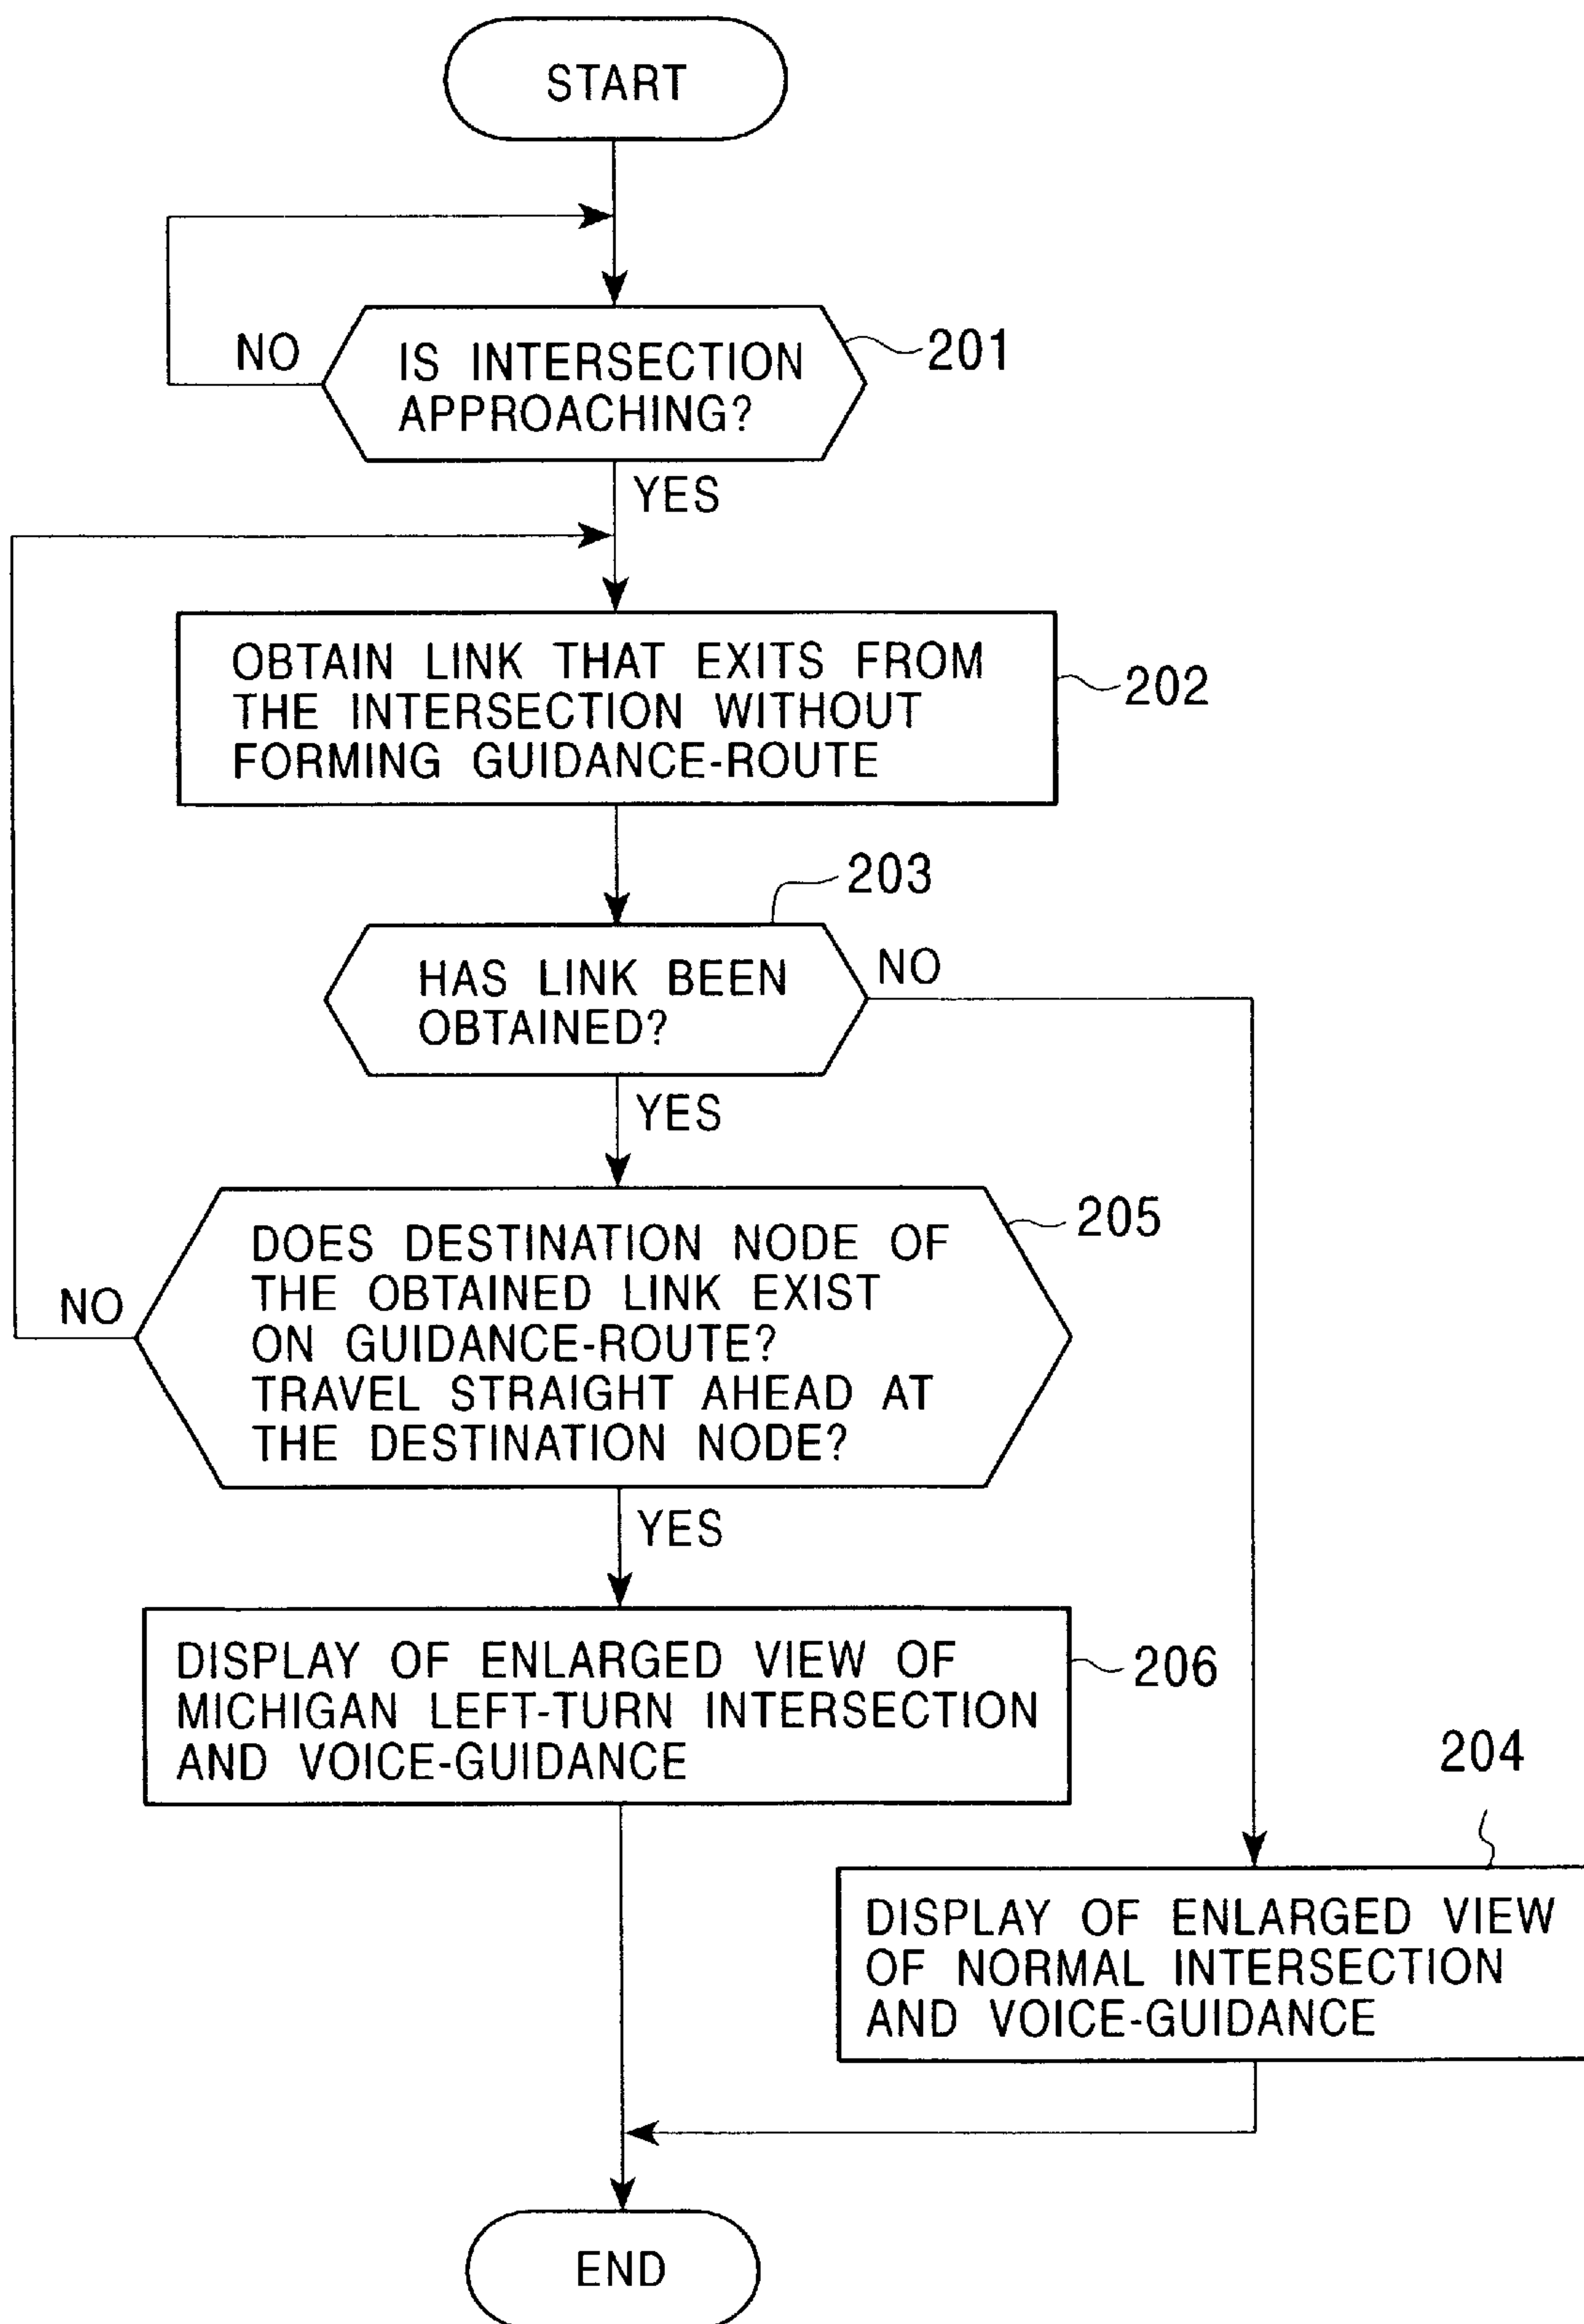 START
NO
IS INTERSECTION
APPROACHING?
201
YES
OBTAIN LINK THAT EXITS FROM
THE INTERSECTION WITHOUT
FORMING GUIDANCE-ROUTE
202
203
HAS LINK BEEN
OBTAINED?
NO
YES
DOES DESTINATION NODE OF
THE OBTAINED LINK EXIST
ON GUIDANCE-ROUTE?
TRAVEL STRAIGHT AHEAD AT
THE DESTINATION NODE?
205
NO
YES
DISPLAY OF ENLARGED VIEW OF
MICHIGAN LEFT-TURN INTERSECTION
AND VOICE-GUIDANCE
206
204
DISPLAY OF ENLARGED VIEW
OF NORMAL INTERSECTION
AND VOICE-GUIDANCE
END